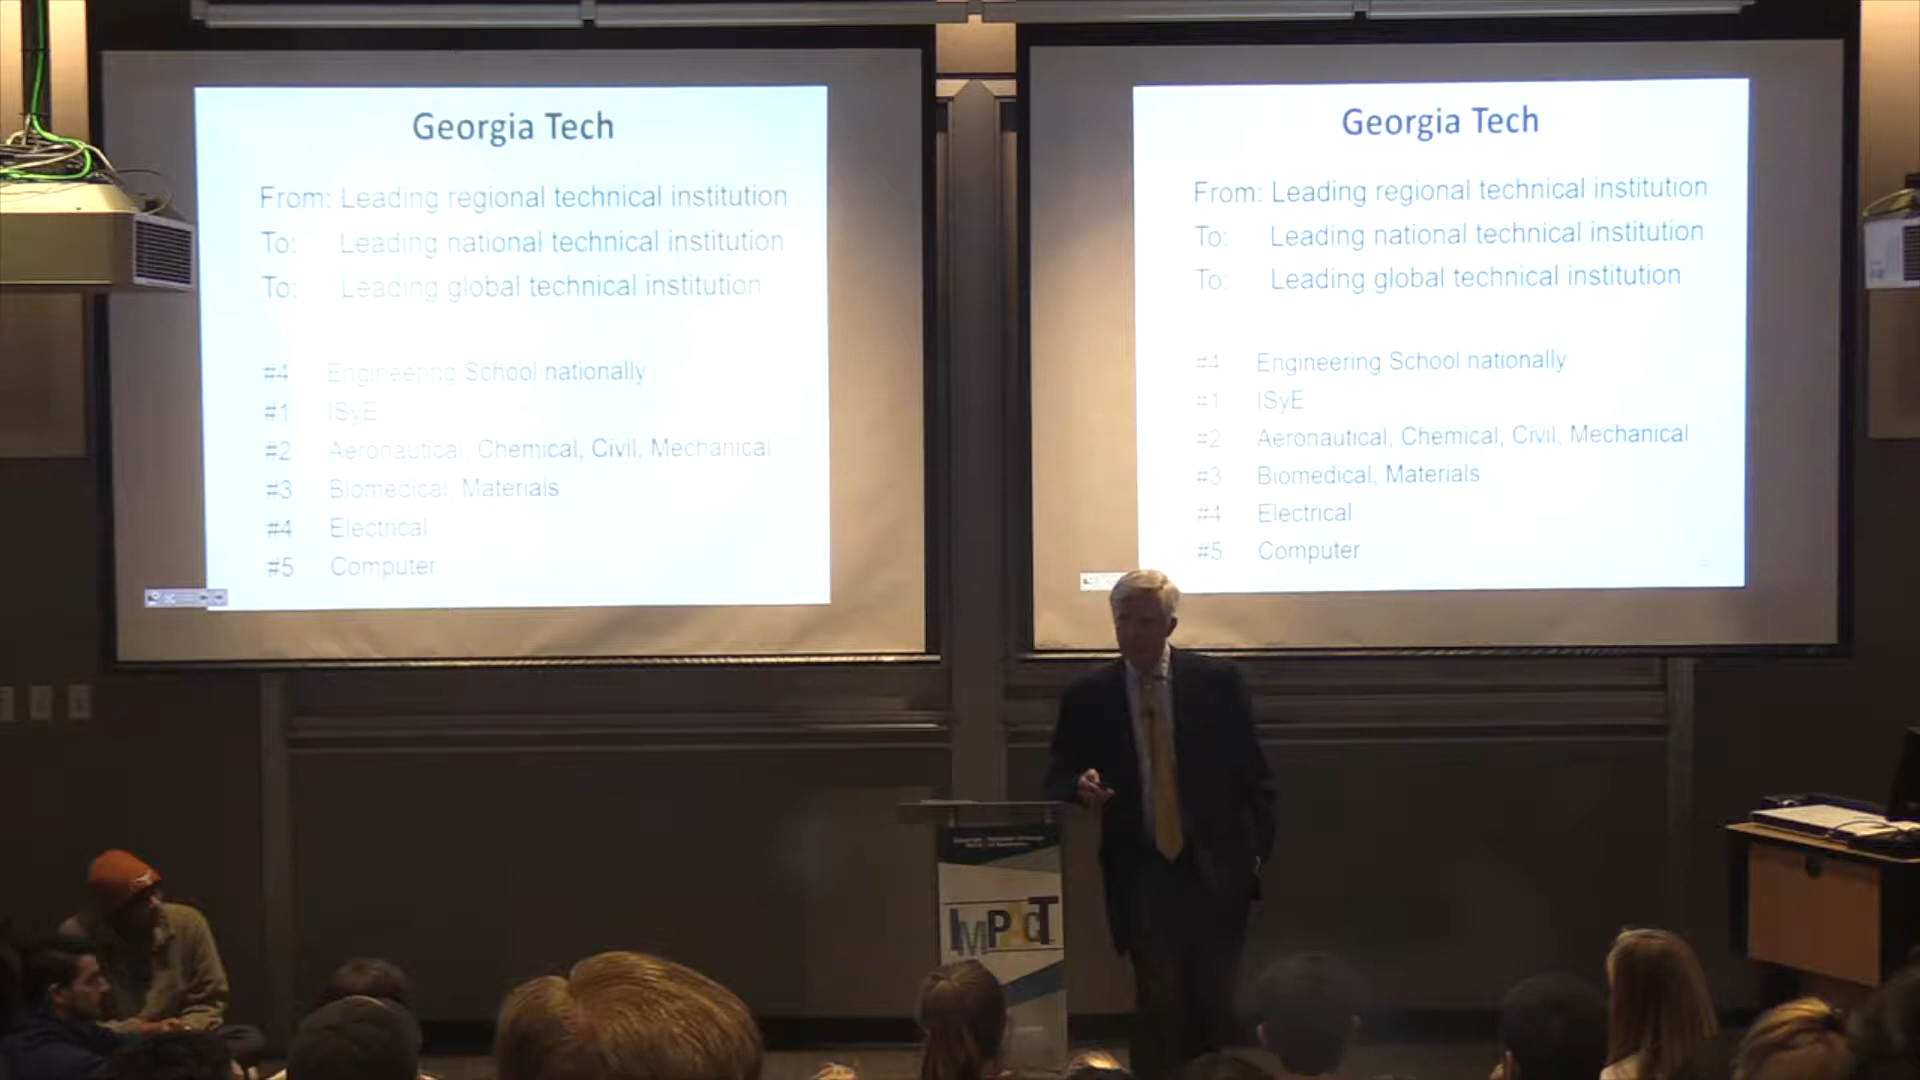 Georgia Tech
From: Leading regional technical institution
To: Leading national technical institution
To: Leading global technical institution
#4 Engineering School nationally
#1 ISyE
#2 Aeronautical, Chemical, Civil, Mechanical
#3 Biomedical, Materials
#4 Electrical
#5 Computer
Georgia Tech
From: Leading regional technical institution
To: Leading national technical institution
To: Leading global technical institution
#4 Engineering School nationally
#1 ISyE
#2 Aeronautical, Chemical, Civil, Mechanical
#3 Biomedical, Materials
#4 Electrical
#5 Computer
IMPACT